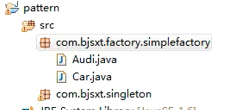 pattern
src
com.bjsxt.factory.simplefactory
Audi.java
Car.java
com.bjsxt.singleton